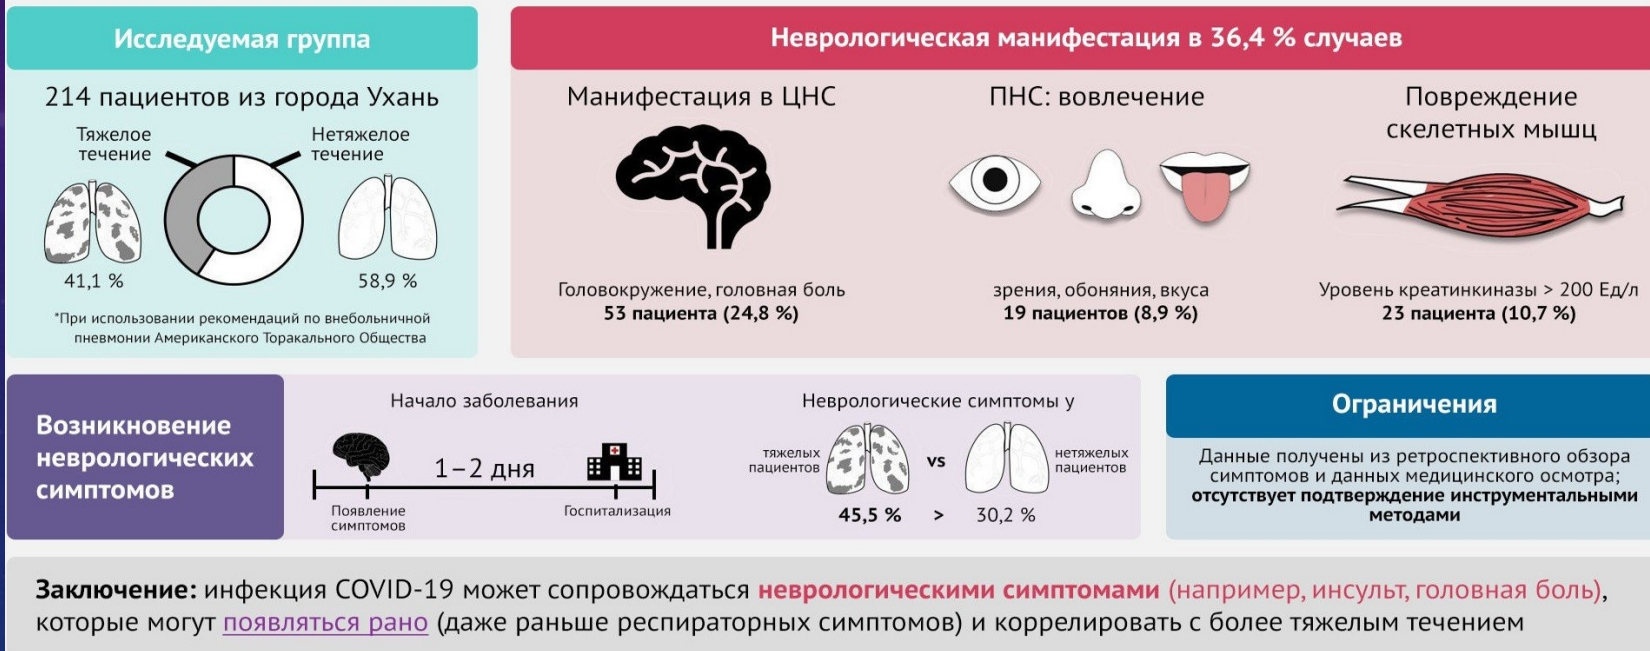 Исследуемая группа
214 пациентов из города Ухань
Тяжелое
течение
Нетяжелое
течение
41,1 %
58,9 %
*При использовании рекомендаций по внебольничной
пневмонии Американского Торакального Общества
Неврологическая манифестация в 36,4 % случаев
Манифестация в ЦНС
Головокружение, головная боль
53 пациента (24,8 %)
ПНС: вовлечение
зрения, обоняния, вкуса
19 пациентов (8,9 %)
Повреждение
скелетных мышц
Уровень креатинкиназы > 200 Ед/л
23 пациента (10,7 %)
Возникновение
неврологических
симптомов
Начало заболевания
1–2 дня
Появление
симптомов
Госпитализация
Неврологические симптомы у
тяжелых
пациентов
vs
нетяжелых
пациентов
45,5 % > 30,2 %
Ограничения
Данные получены из ретроспективного обзора
симптомов и данных медицинского осмотра;
отсутствует подтверждение инструментальными
методами
Заключение: инфекция COVID-19 может сопровождаться неврологическими симптомами (например, инсульт, головная боль),
которые могут появляться рано (даже раньше респираторных симптомов) и коррелировать с более тяжелым течением